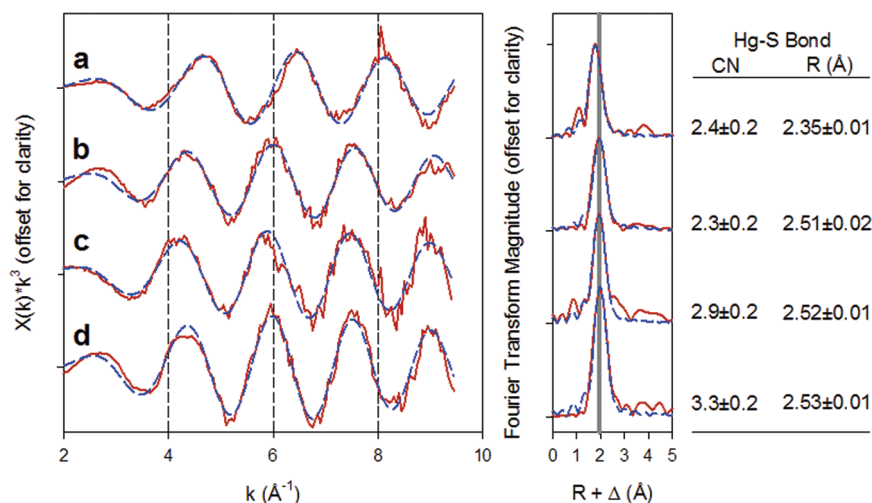 a
b
c
d
X(k)*k³ (offset for clarity)
2 4 6 8 10
k (Å⁻¹)
Fourier Transform Magnitude (offset for clarity)
0 1 2 3 4 5
R + Δ (Å)
Hg-S Bond
CN R (Å)
2.4±0.2 2.35±0.01
2.3±0.2 2.51±0.02
2.9±0.2 2.52±0.01
3.3±0.2 2.53±0.01